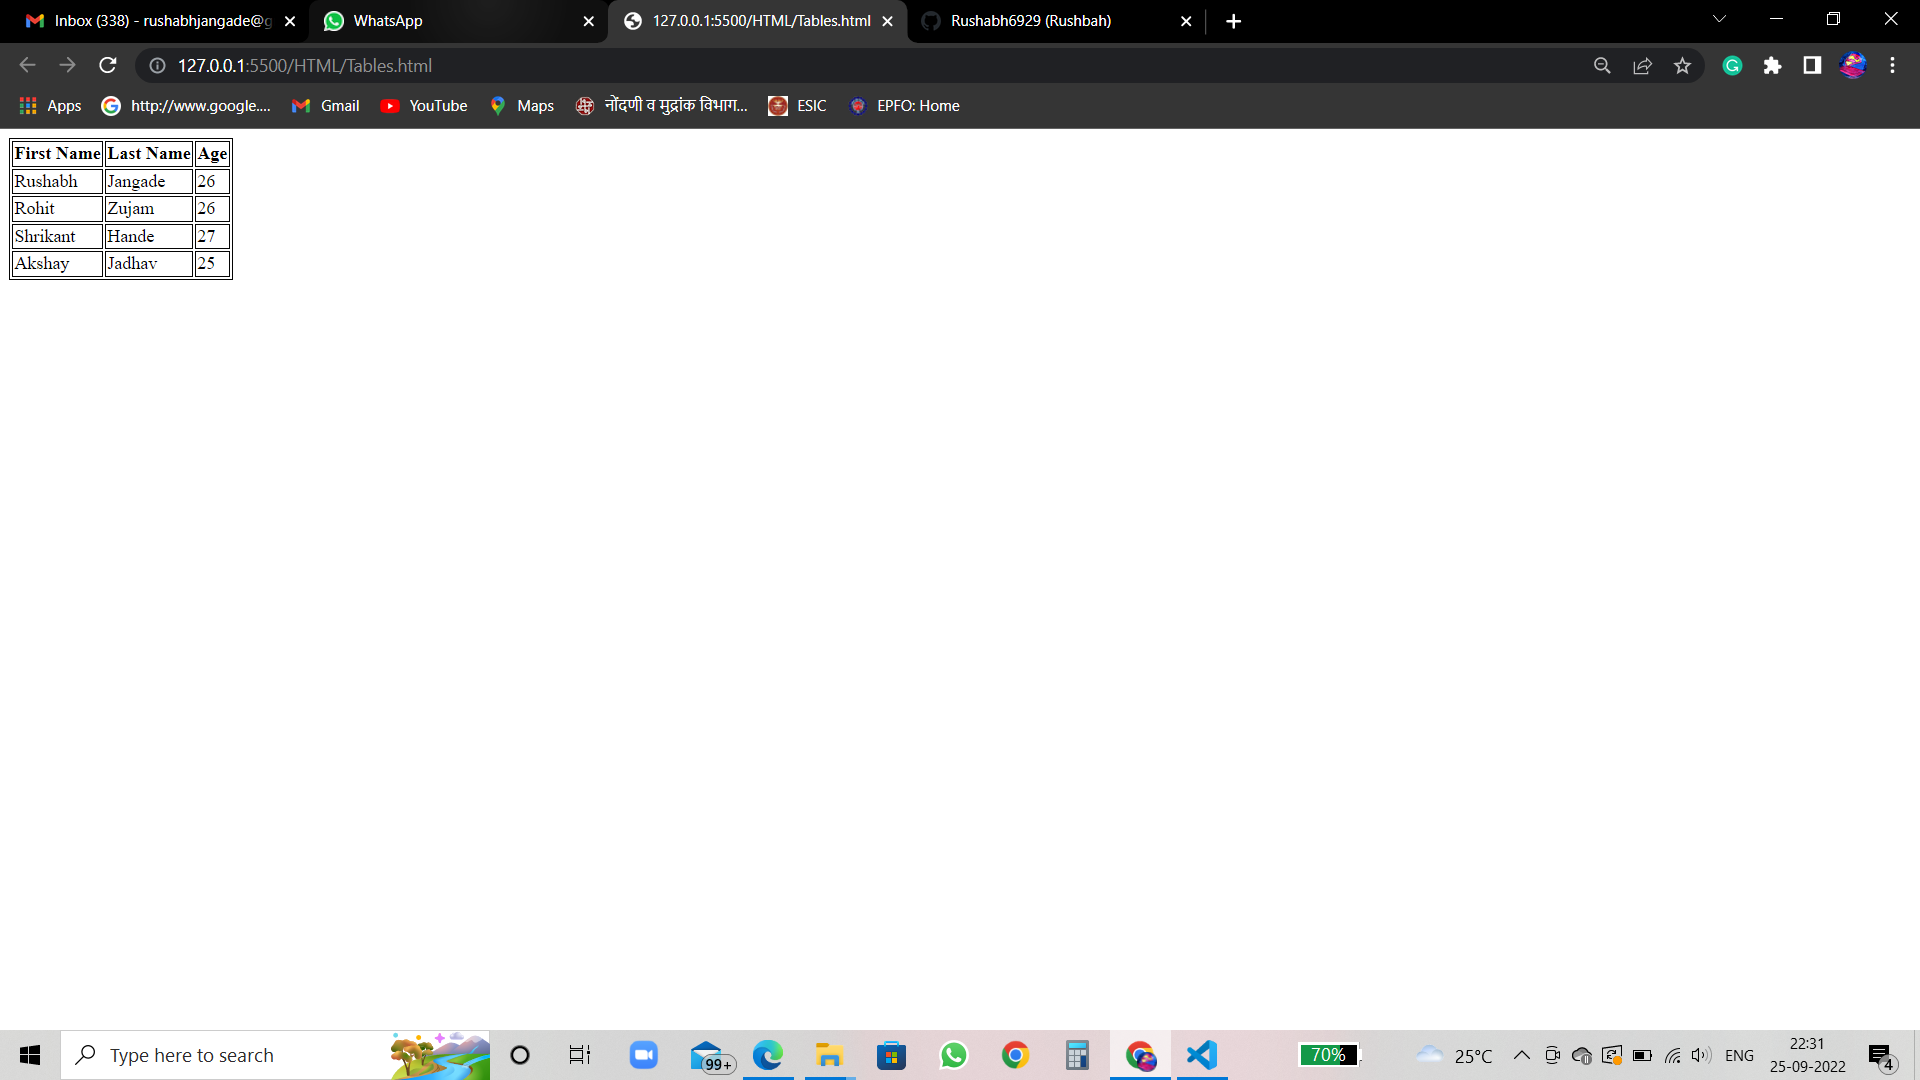 Inbox (338) - rushabhjangade@g
WhatsApp
127.0.0.1:5500/HTML/Tables.html
Rushabh6929 (Rushbah)
127.0.0.1:5500/HTML/Tables.html
Apps
http://www.google....
Gmail
YouTube
Maps
नोंदणी व मुद्रांक विभाग...
ESIC
EPFO: Home
First Name Last Name Age
Rushabh Jangade 26
Rohit Zujam 26
Shrikant Hande 27
Akshay Jadhav 25
Type here to search
99+
70%
25°C
ENG
22:31
25-09-2022
4